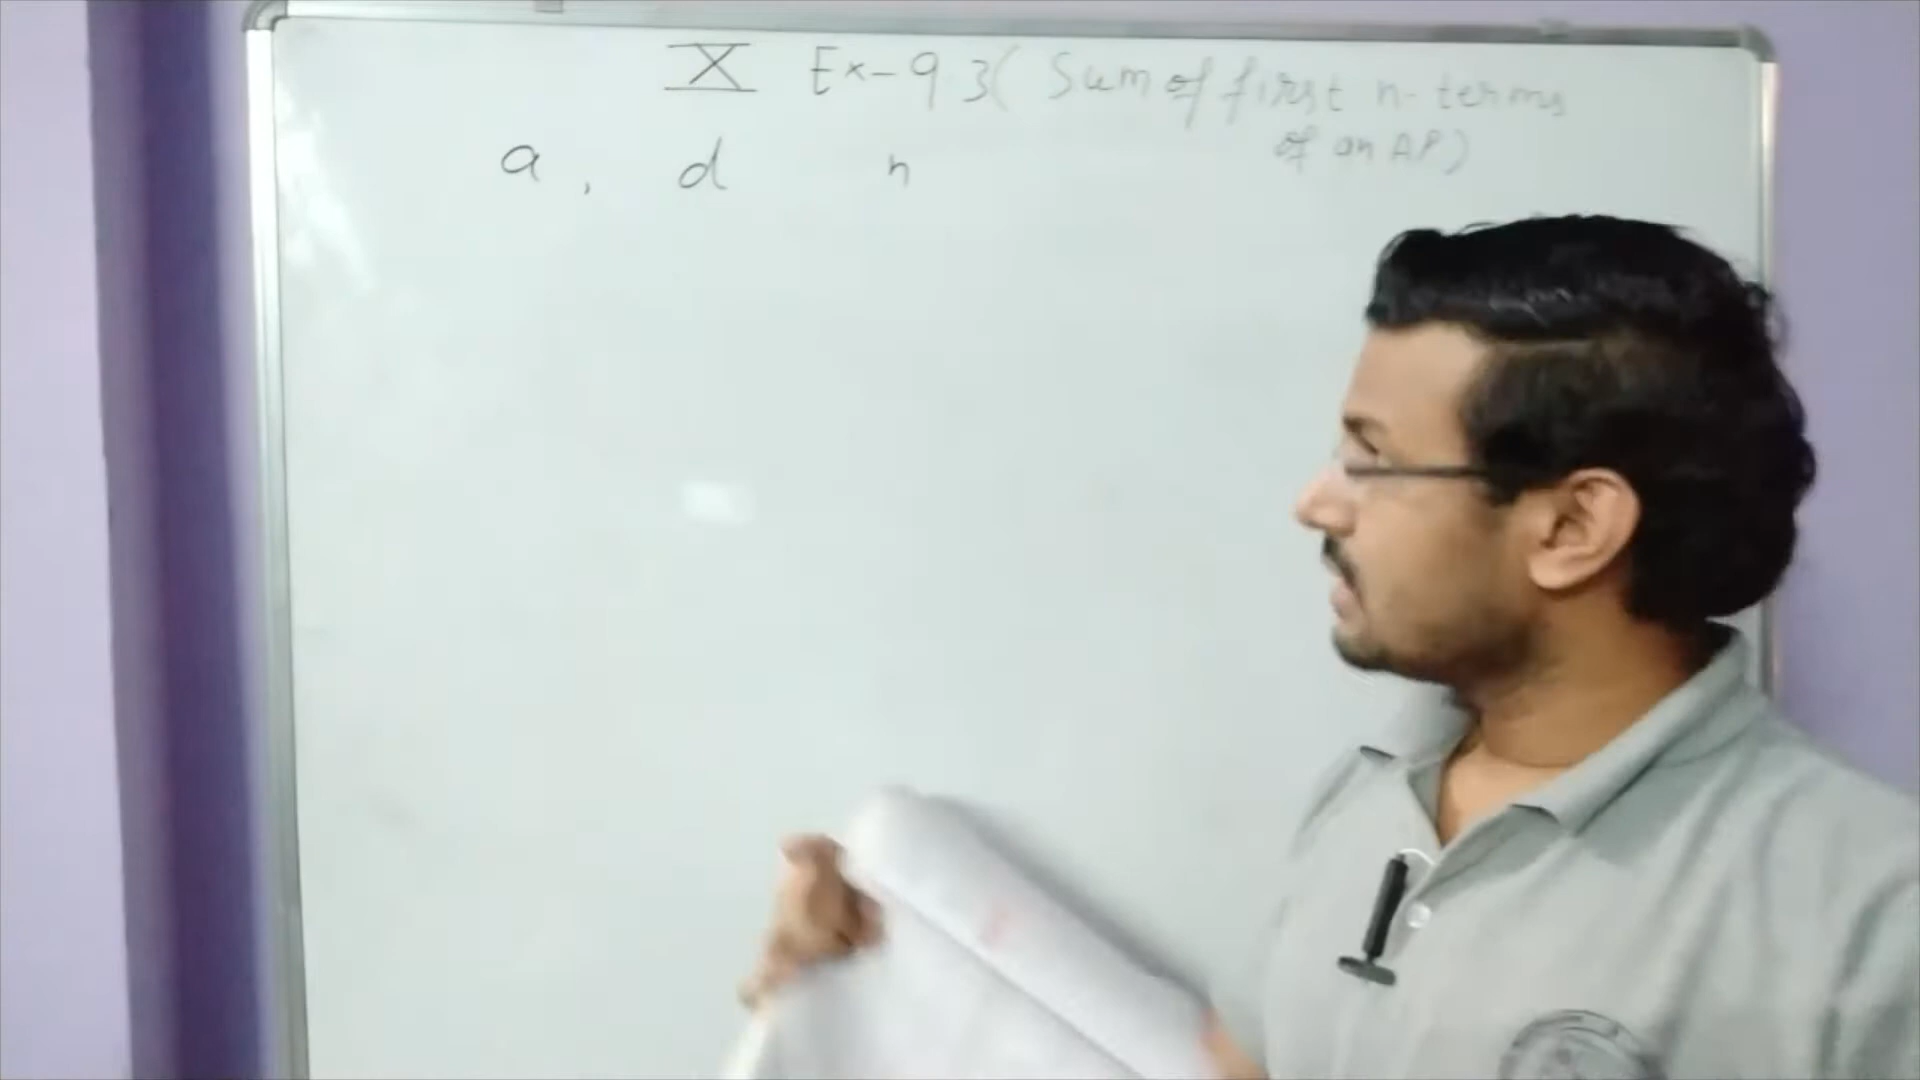 X Ex-9 3( Sum of first n-terms
of an AP)
a, d n